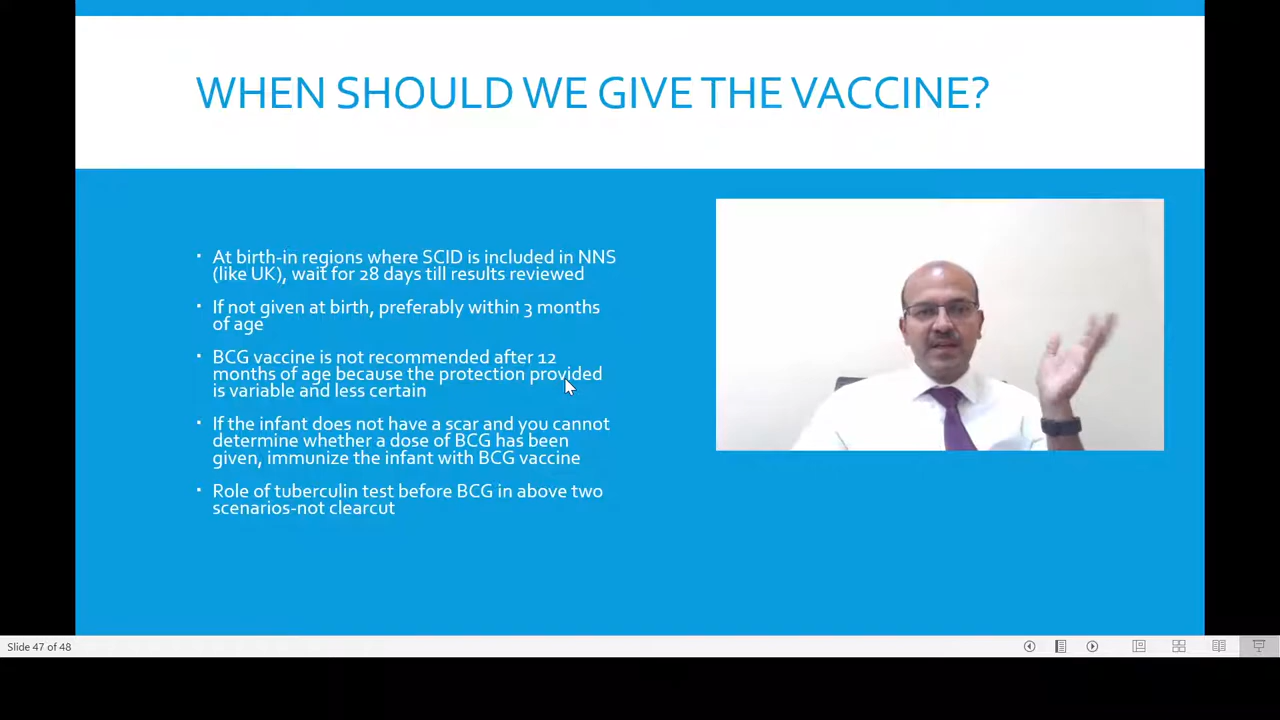 WHEN SHOULD WE GIVE THE VACCINE?
At birth-in regions where SCID is included in NNS
(like UK), wait for 28 days till results reviewed
If not given at birth, preferably within 3 months
of age
BCG vaccine is not recommended after 12
months of age because the protection provided
is variable and less certain
If the infant does not have a scar and you cannot
determine whether a dose of BCG has been
given, immunize the infant with BCG vaccine
Role of tuberculin test before BCG in above two
scenarios-not clearcut
Slide 47 of 48